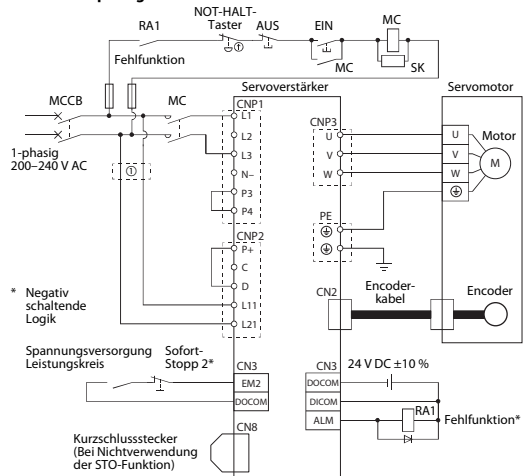 NOT-HALT-
Taster
RA1
AUS
EIN
MC
①
Fehlfunktion
MC
SK
MCCB
MC
Servoverstärker
Servomotor
CNP1
L1
L2
L3
N–
P3
P4
CNP3
U
V
W
U
V
W
Motor
M
1-phasig
200–240 V AC
①
PE
CNP2
P+
C
D
L11
L21
* Negativ
schaltende
Logik
CN2
Encoder-
kabel
Encoder
Spannungsversorgung
Leistungskreis
Sofort-
Stopp 2*
CN3
EM2
DOCOM
CN3
24 V DC ±10 %
DOCOM
DICOM
ALM
RA1
Fehlfunktion*
CN8
Kurzschlussstecker
(Bei Nichtverwendung
der STO-Funktion)